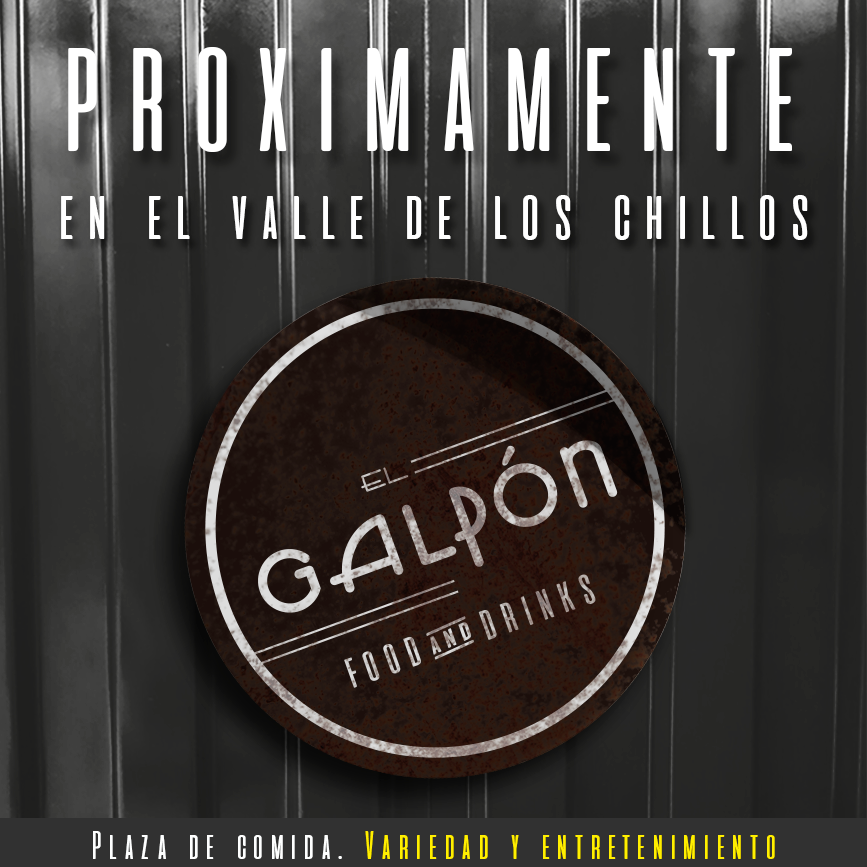 PROXIMAMENTE
EN EL VALLE DE LOS CHILLOS
EL
GALPÓN
FOOD AND DRINKS
PLAZA DE COMIDA. VARIEDAD Y ENTRETENIMIENTO